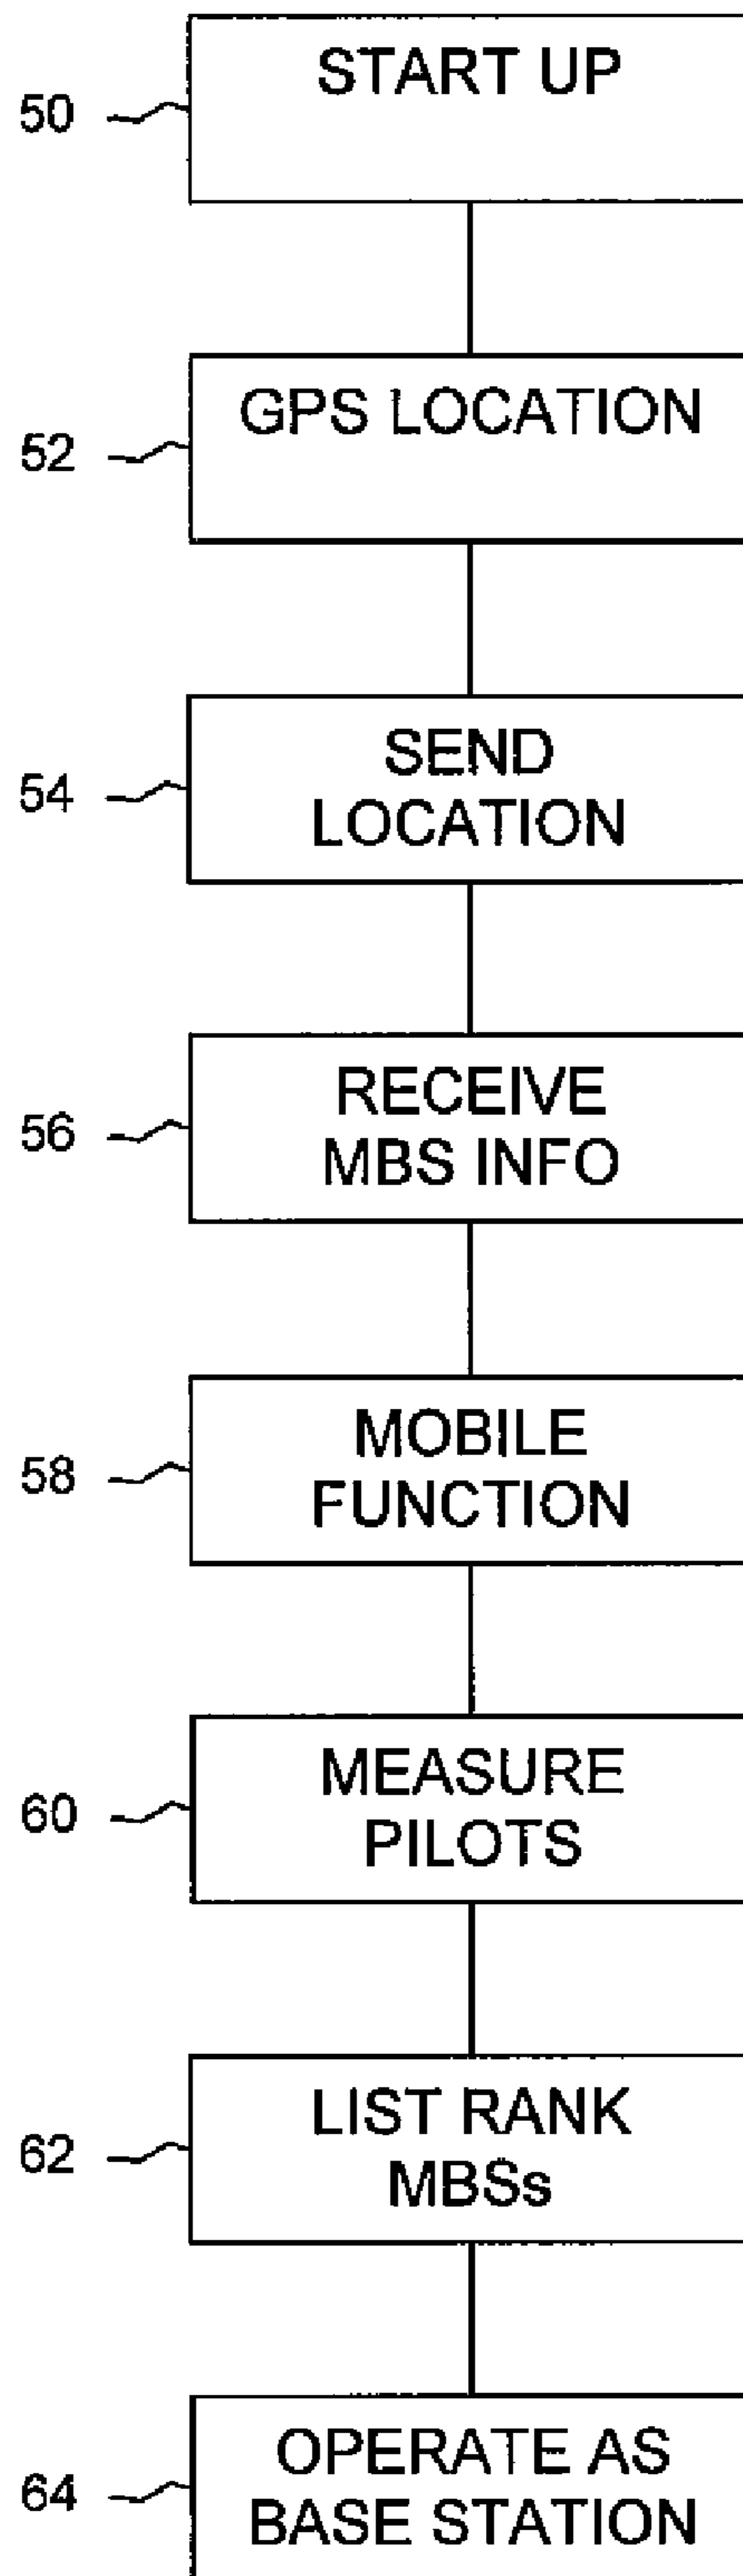 50
START UP
52
GPS LOCATION
54
SEND
LOCATION
56
RECEIVE
MBS INFO
58
MOBILE
FUNCTION
60
MEASURE
PILOTS
62
LIST RANK
MBSs
64
OPERATE AS
BASE STATION